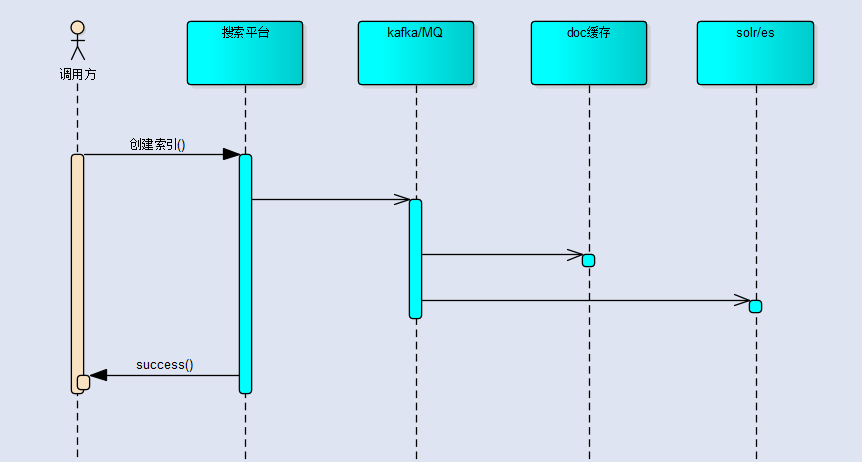 搜索平台
kafka/MQ
doc缓存
solr/es
调用方
创建索引()
success()